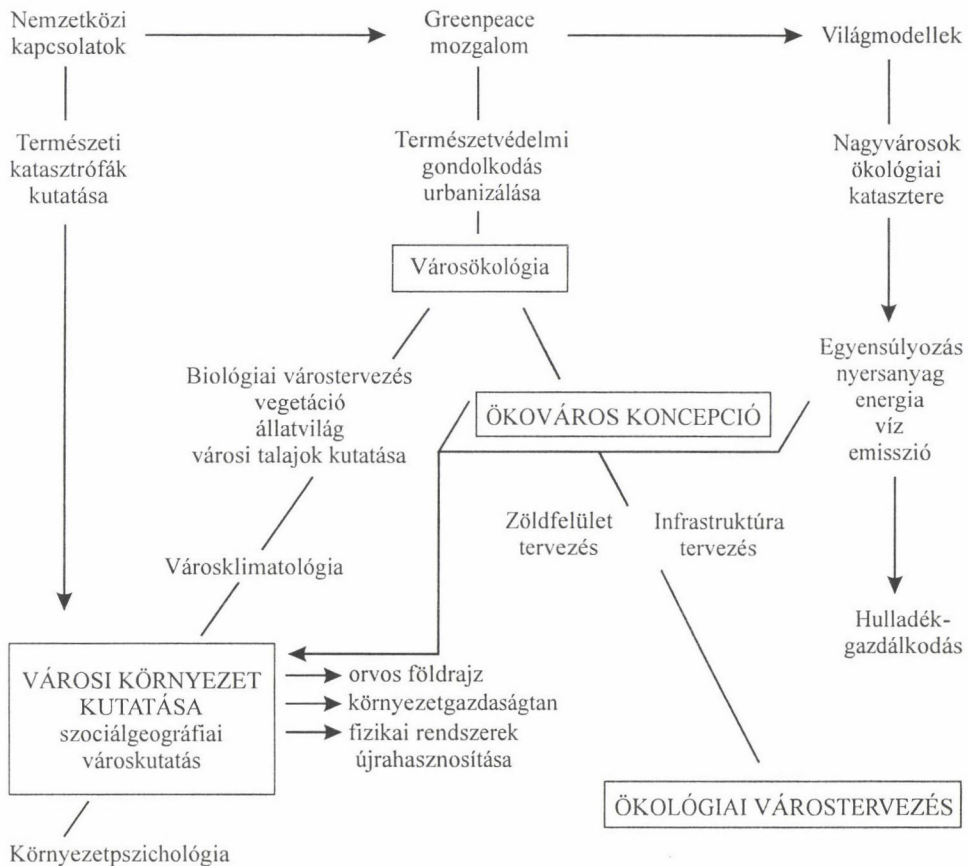 Nemzetközi
kapcsolatok
Greenpeace
mozgalom
Világmodellek
Természeti
katasztrófák
kutatása
Természetvédelmi
gondolkodás
urbanizálása
Nagyvárosok
ökológiai
katasztere
Városökológia
Biológiai várostervezés
vegetáció
állatvilág
városi talajok kutatása
ÖKOVÁROS KONCEPCIÓ
Egyensúlyozás
nyersanyag
energia
víz
emisszió
Zöldfelület
tervezés
Infrastruktúra
tervezés
Városklimatológia
Hulladék-
gazdálkodás
VÁROSI KÖRNYEZET
KUTATÁSA
szociálgeográfiai
városkutatás
orvos földrajz
környezetgazdaságtan
fizikai rendszerek
újrahasznosítása
ÖKOLÓGIAI VÁROSTERVEZÉS
Környezetpszichológia